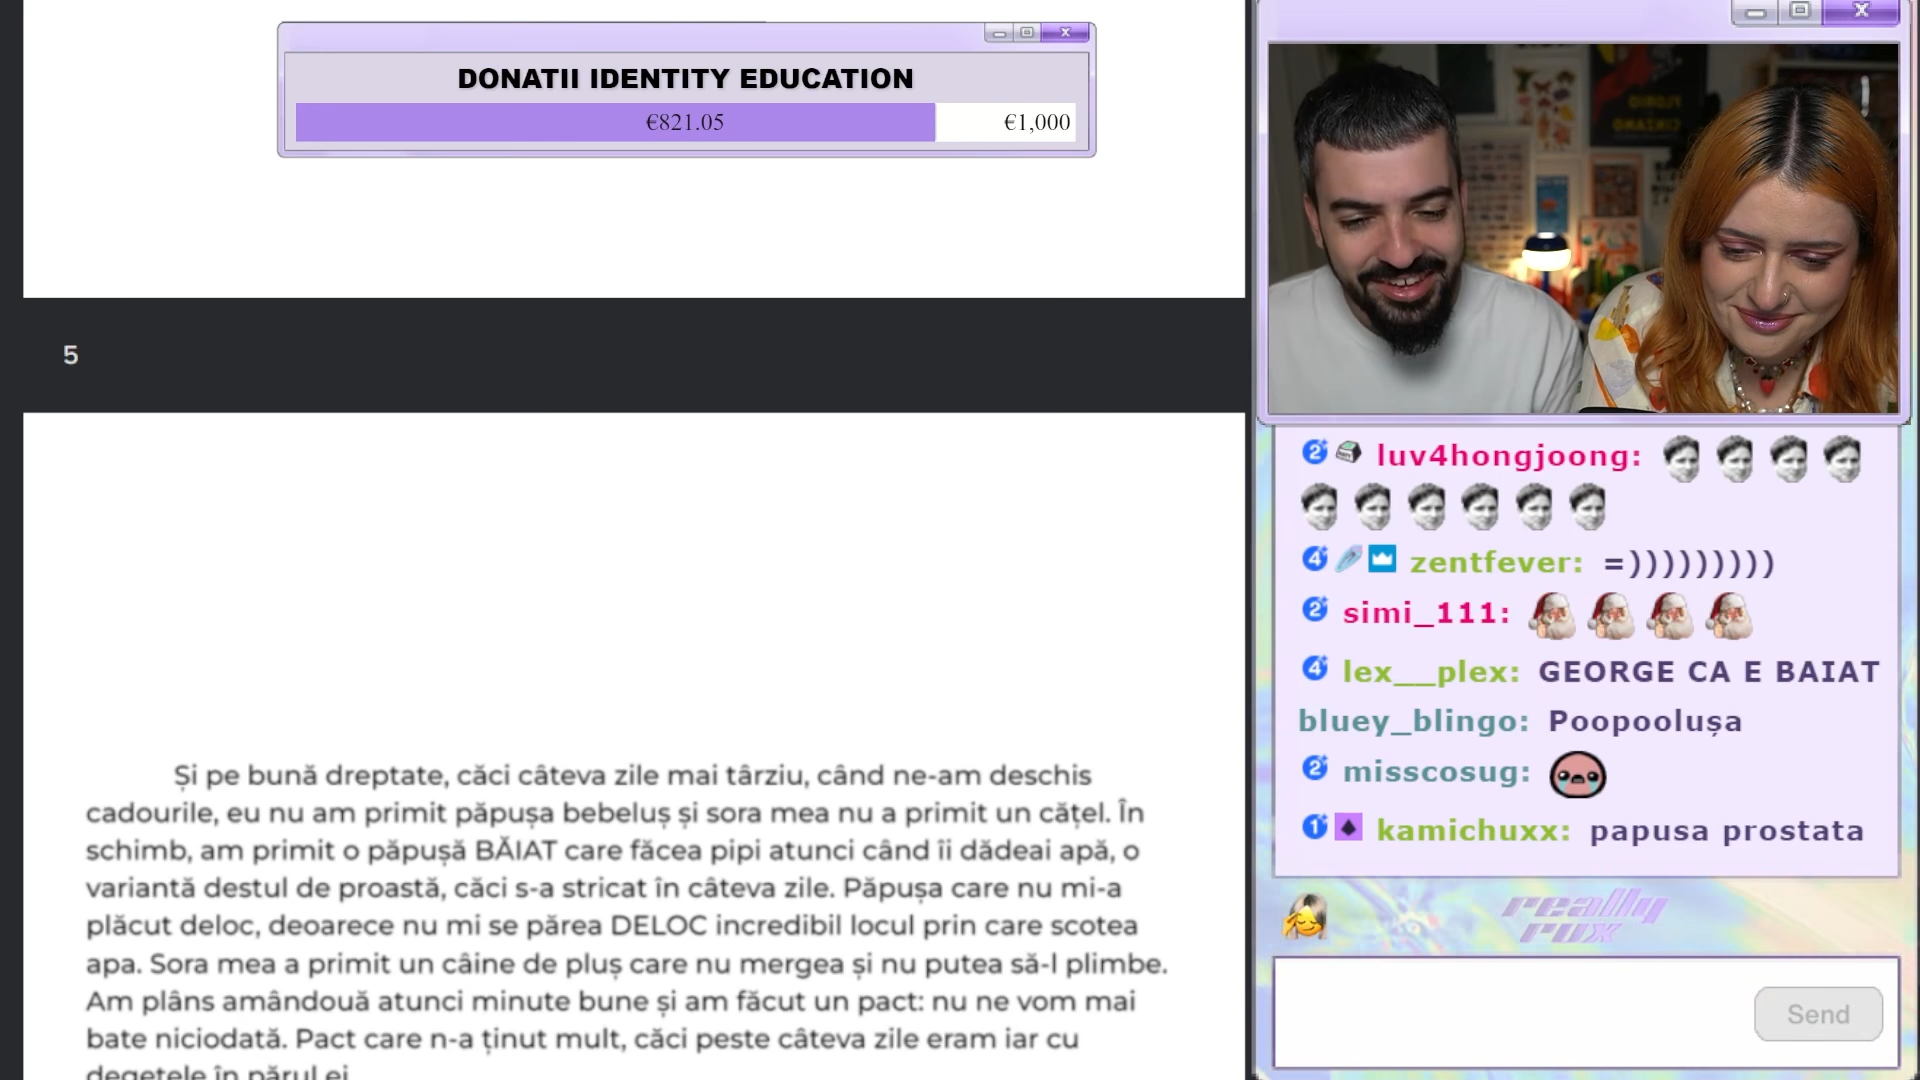 DONATII IDENTITY EDUCATION
€821.05 €1,000
5
Și pe bună dreptate, căci câteva zile mai târziu, când ne-am deschis
cadourile, eu nu am primit păpușa bebeluș și sora mea nu a primit un cățel. În
schimb, am primit o păpușă BĂIAT care făcea pipi atunci când îi dădeai apă, o
variantă destul de proastă, căci s-a stricat în câteva zile. Păpușa care nu mi-a
plăcut deloc, deoarece nu mi se părea DELOC incredibil locul prin care scotea
apa. Sora mea a primit un câine de pluș care nu mergea și nu putea să-l plimbe.
Am plâns amândouă atunci minute bune și am făcut un pact: nu ne vom mai
bate niciodată. Pact care n-a ținut mult, căci peste câteva zile eram iar cu
degetele în părul ei
luv4hongjoong:
zentfever: =)))))))))
simi_111:
lex__plex: GEORGE CA E BAIAT
bluey_blingo: Poopoolușa
misscosug:
kamichuxx: papusa prostata
really
rux
Send